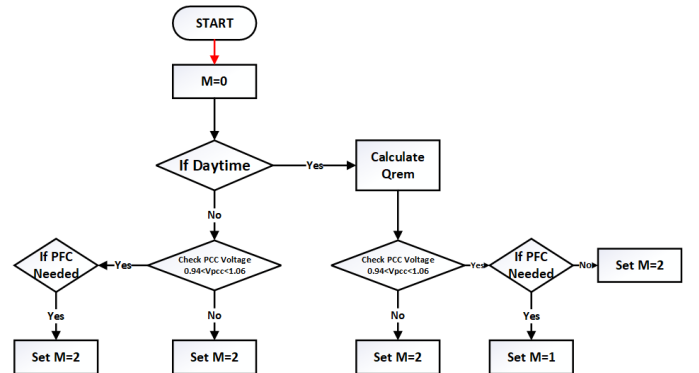 START
M=0
If Daytime
Yes
Calculate
Qrem
No
If PFC
Needed
Yes
Check PCC Voltage
0.94<Vpcc<1.06
Check PCC Voltage
0.94<Vpcc<1.06
Yes
If PFC
Needed
No
Set M=2
Yes
No
No
Yes
Set M=2
Set M=2
Set M=2
Set M=1